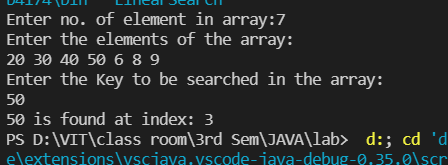 04174\bin' 'LinearSearch'
Enter no. of element in array:7
Enter the elements of the array:
20 30 40 50 6 8 9
Enter the Key to be searched in the array:
50
50 is found at index: 3
PS D:\VIT\class room\3rd Sem\JAVA\lab>  d:; cd 'd
e\extensions\vscjava.vscode-java-debug-0.35.0\scr